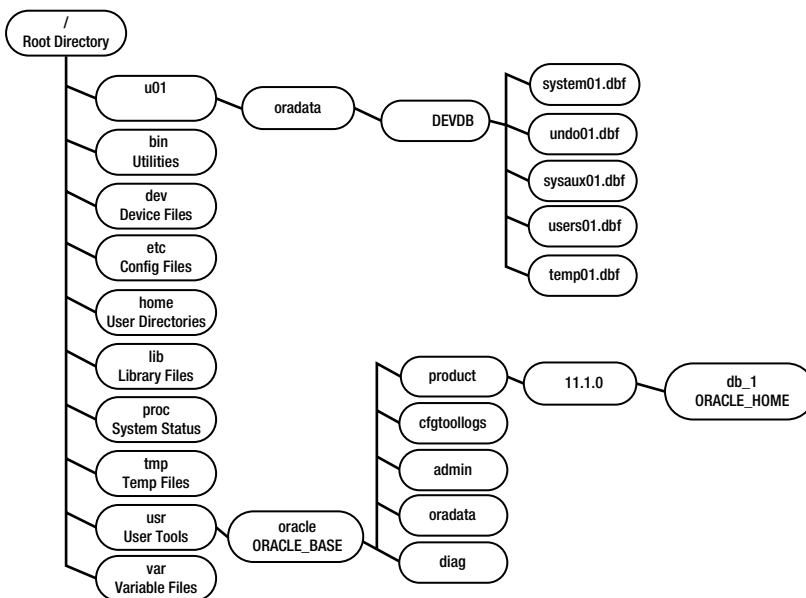 /
Root Directory
u01
oradata
DEVDB
system01.dbf
undo01.dbf
sysaux01.dbf
users01.dbf
temp01.dbf
bin
Utilities
dev
Device Files
etc
Config Files
home
User Directories
lib
Library Files
proc
System Status
tmp
Temp Files
usr
User Tools
oracle
ORACLE_BASE
product
11.1.0
db_1
ORACLE_HOME
cfgtoollogs
admin
oradata
diag
var
Variable Files